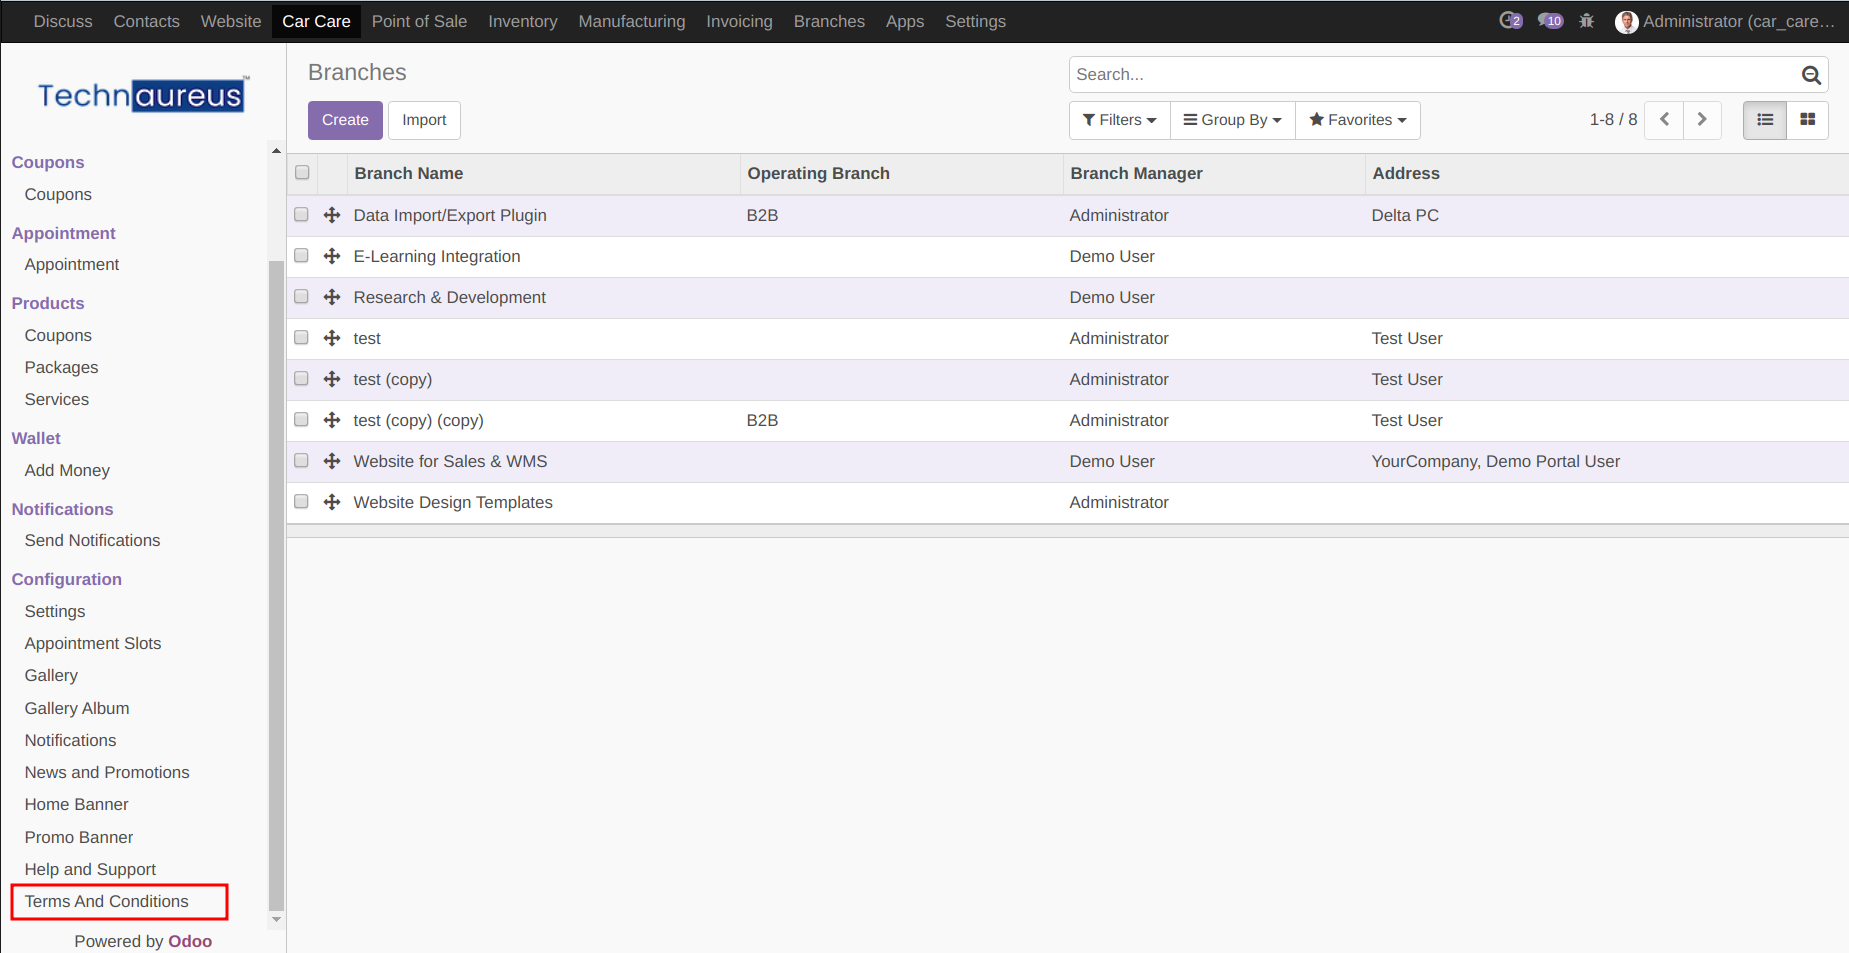 Discuss Contacts Website Car Care Point of Sale Inventory Manufacturing Invoicing Branches Apps Settings 2 10 Administrator (car_care...
Technaureus™
Coupons
Coupons
Appointment
Appointment
Products
Coupons
Packages
Services
Wallet
Add Money
Notifications
Send Notifications
Configuration
Settings
Appointment Slots
Gallery
Gallery Album
Notifications
News and Promotions
Home Banner
Promo Banner
Help and Support
Terms And Conditions
Powered by Odoo
Branches
Search...
Create Import Filters Group By Favorites 1-8 / 8
Branch Name Operating Branch Branch Manager Address
Data Import/Export Plugin B2B Administrator Delta PC
E-Learning Integration Demo User
Research & Development Demo User
test Administrator Test User
test (copy) Administrator Test User
test (copy) (copy) B2B Administrator Test User
Website for Sales & WMS Demo User YourCompany, Demo Portal User
Website Design Templates Administrator